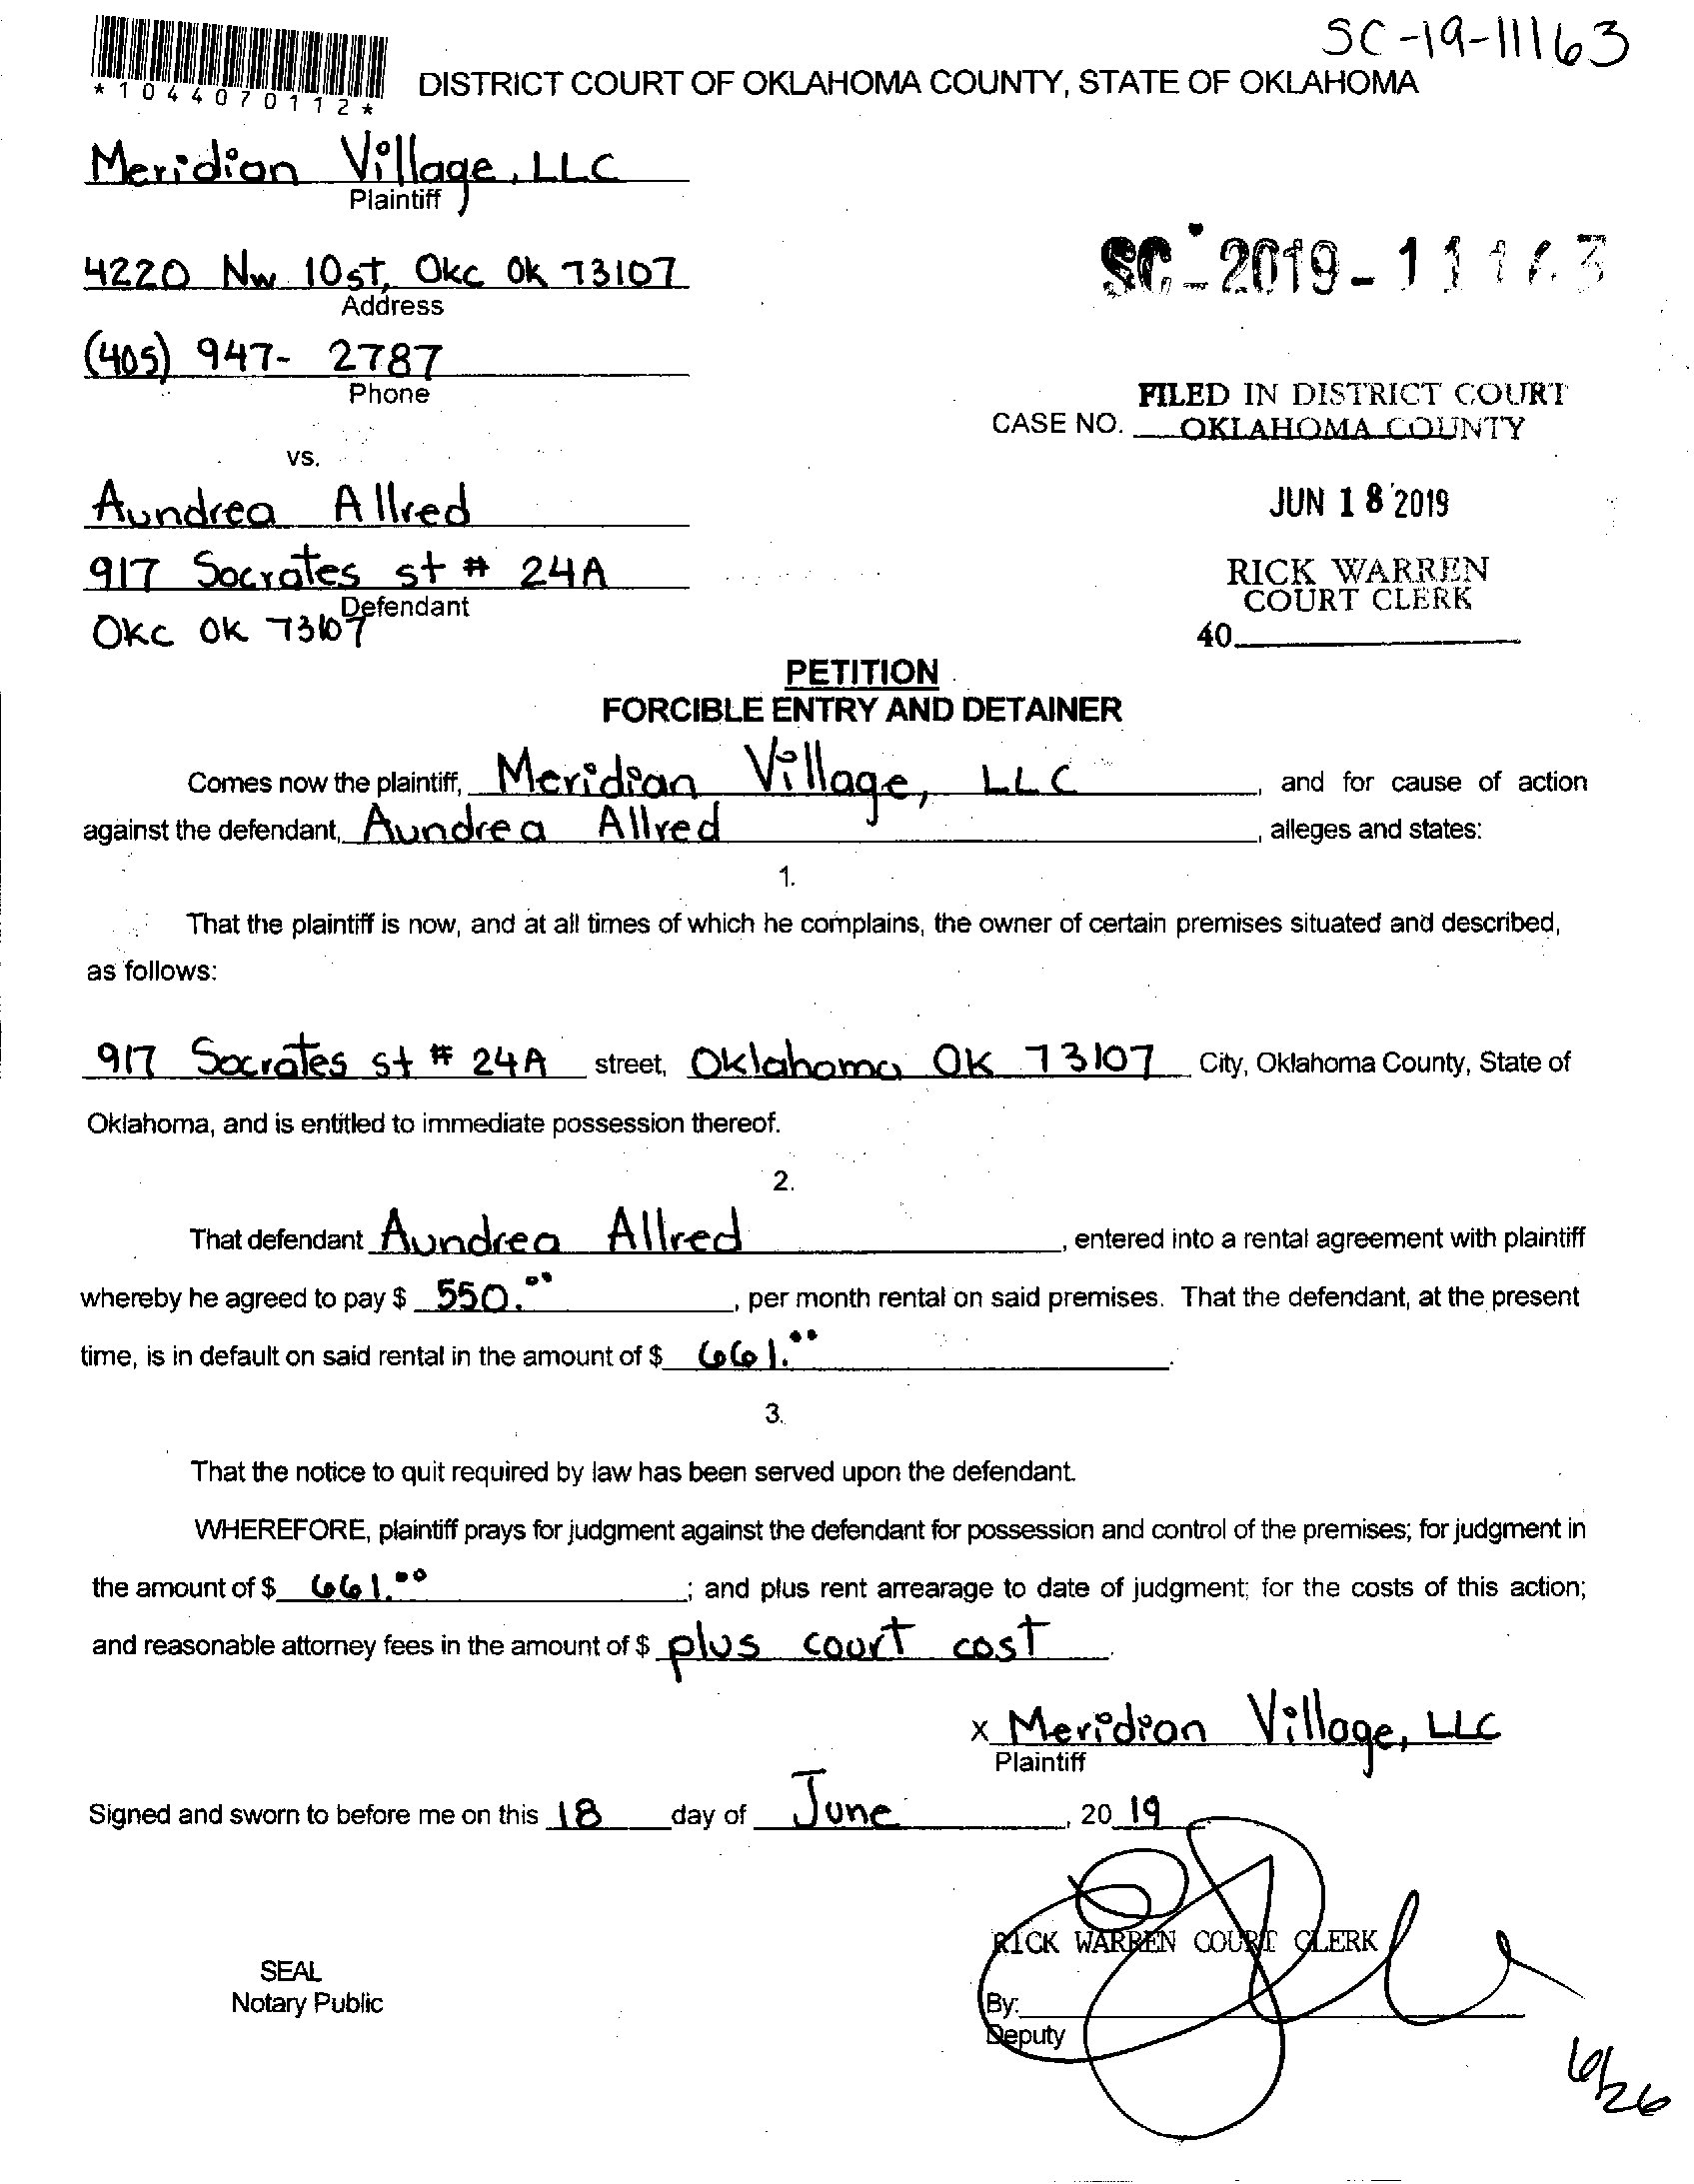 SC-19-11163
*1044070112*
DISTRICT COURT OF OKLAHOMA COUNTY, STATE OF OKLAHOMA
Meridian Village, LLC
Plaintiff
4220 NW 10st, Okc Ok 73107
Address
SC-2019-11163
(405) 947-2787
Phone
FILED IN DISTRICT COURT
CASE NO. OKLAHOMA COUNTY
vs.
Aundrea Allred
JUN 18 2019
917 Socrates st # 24A
Defendant
RICK WARREN
COURT CLERK
OKC OK 73107
40
PETITION
FORCIBLE ENTRY AND DETAINER
Comes now the plaintiff, Meridian Village, LLC, and for cause of action
against the defendant, Aundrea Allred, alleges and states:
1.
That the plaintiff is now, and at all times of which he complains, the owner of certain premises situated and described,
as follows:
917 Socrates st # 24A street, Oklahoma OK 73107 City, Oklahoma County, State of
Oklahoma, and is entitled to immediate possession thereof.
2.
That defendant Aundrea Allred, entered into a rental agreement with plaintiff
whereby he agreed to pay $ 550.00, per month rental on said premises. That the defendant, at the present
time, is in default on said rental in the amount of $ 661.00.
3.
That the notice to quit required by law has been served upon the defendant.
WHEREFORE, plaintiff prays for judgment against the defendant for possession and control of the premises; for judgment in
the amount of $ 661.00; and plus rent arrearage to date of judgment; for the costs of this action;
and reasonable attorney fees in the amount of $ plus court cost.
x Meridian Village, LLC
Plaintiff
Signed and sworn to before me on this 18 day of June, 20 19
RICK WARREN COURT CLERK
SEAL
Notary Public
By:
Deputy
6/26